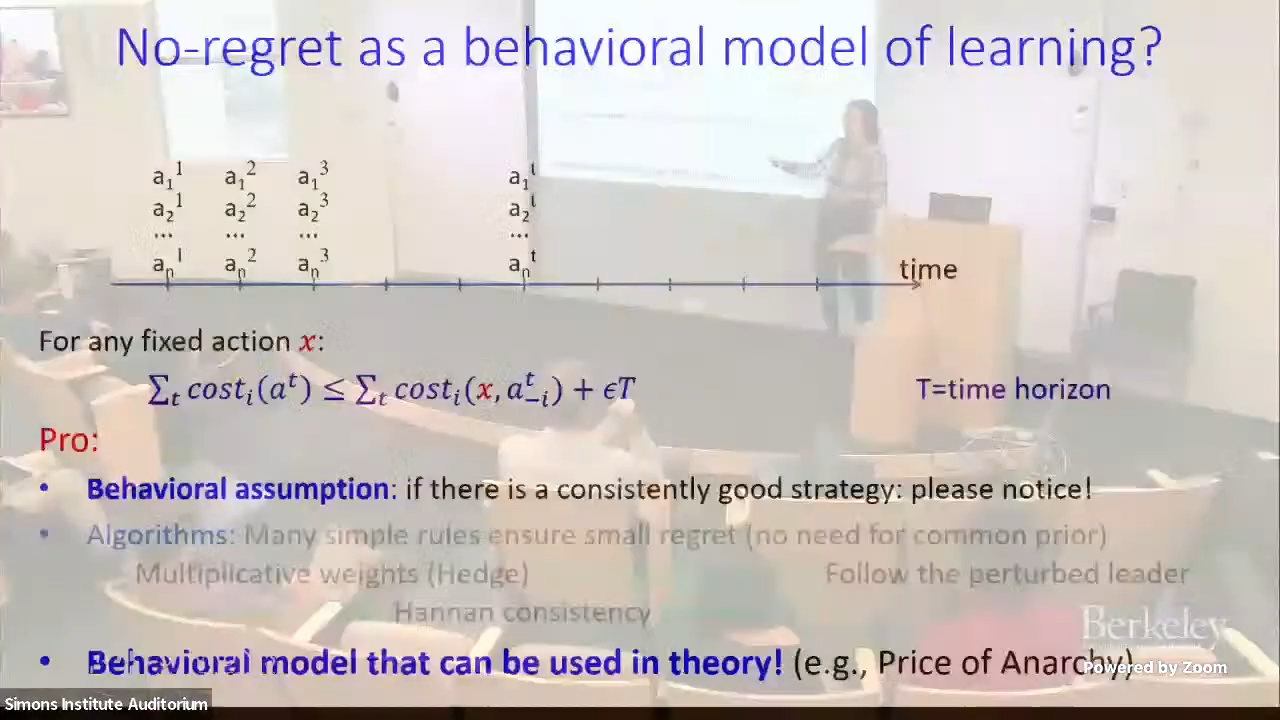 No-regret as a behavioral model of learning?
a₁¹ a₁² a₁³ a₁ᵗ
a₂¹ a₂² a₂³ a₂ᵗ
... ... ... ...
aₙ¹ aₙ² aₙ³ aₙᵗ
time
For any fixed action x:
∑ₜ costᵢ(aᵗ) ≤ ∑ₜ costᵢ(x, aᵗ₋ᵢ) + ϵT T=time horizon
Pro:
• Behavioral assumption: if there is a consistently good strategy: please notice!
• Algorithms: Many simple rules ensure small regret (no need for common prior)
Multiplicative weights (Hedge) Follow the perturbed leader
Hannan consistency
Berkeley
• Behavioral model that can be used in theory! (e.g., Price of Anarchy)
Powered by Zoom
Simons Institute Auditorium